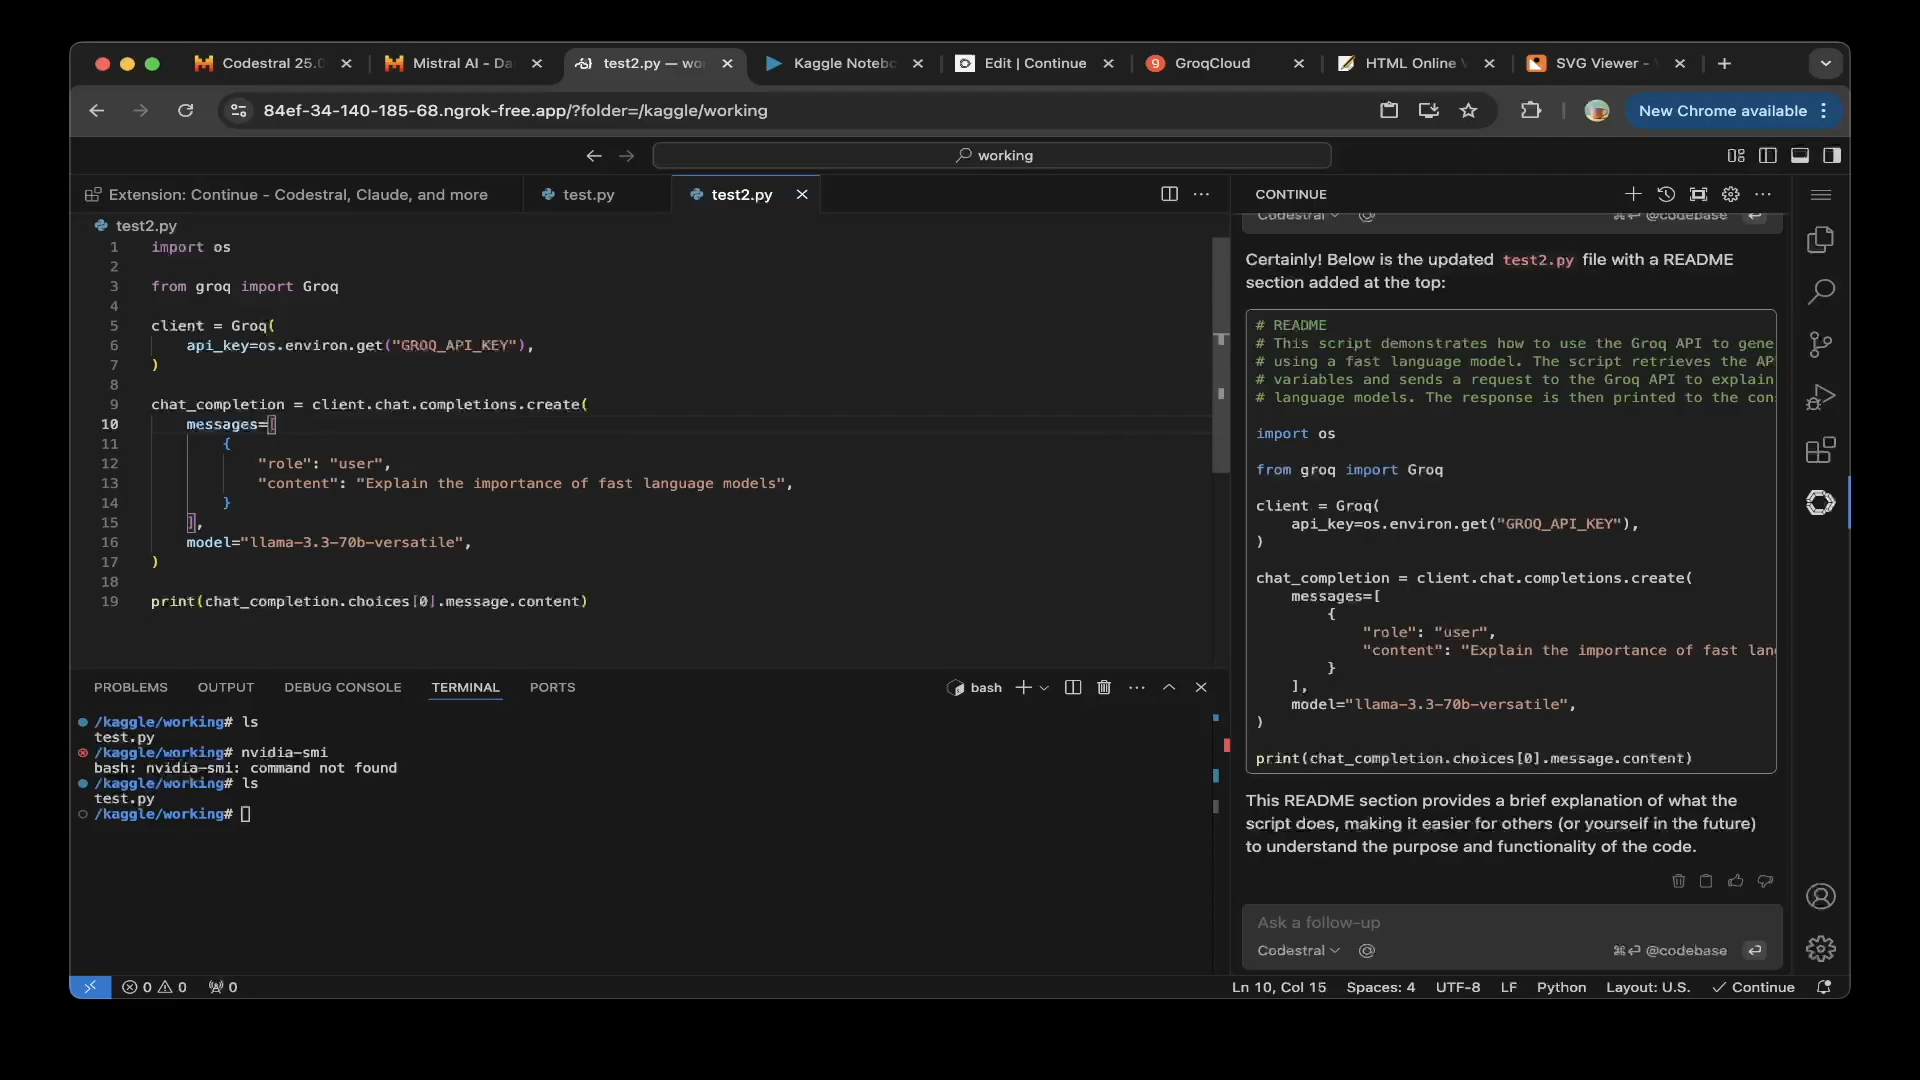 Codestral 25.0
Mistral AI - Da
test2.py — wo
Kaggle Noteb
Edit | Continue
GroqCloud
HTML Online
SVG Viewer -
84ef-34-140-185-68.ngrok-free.app/?folder=/kaggle/working
New Chrome available
working
Extension: Continue - Codestral, Claude, and more
test.py
test2.py
test2.py
1 import os
2
3 from groq import Groq
4
5 client = Groq(
6 api_key=os.environ.get("GROQ_API_KEY"),
7 )
8
9 chat_completion = client.chat.completions.create(
10 messages=[
11 {
12 "role": "user",
13 "content": "Explain the importance of fast language models",
14 }
15 ],
16 model="llama-3.3-70b-versatile",
17 )
18
19 print(chat_completion.choices[0].message.content)
PROBLEMS OUTPUT DEBUG CONSOLE TERMINAL PORTS
bash
/kaggle/working# ls
test.py
/kaggle/working# nvidia-smi
bash: nvidia-smi: command not found
/kaggle/working# ls
test.py
/kaggle/working#
CONTINUE
Codestral ⌘⏎ @codebase
Certainly! Below is the updated test2.py file with a README
section added at the top:
# README
# This script demonstrates how to use the Groq API to gene
# using a fast language model. The script retrieves the AP
# variables and sends a request to the Groq API to explain
# language models. The response is then printed to the con
import os
from groq import Groq
client = Groq(
api_key=os.environ.get("GROQ_API_KEY"),
)
chat_completion = client.chat.completions.create(
messages=[
{
"role": "user",
"content": "Explain the importance of fast lan
}
],
model="llama-3.3-70b-versatile",
)
print(chat_completion.choices[0].message.content)
This README section provides a brief explanation of what the
script does, making it easier for others (or yourself in the future)
to understand the purpose and functionality of the code.
Ask a follow-up
Codestral ⌘⏎ @codebase
0 0 0
Ln 10, Col 15 Spaces: 4 UTF-8 LF Python Layout: U.S. Continue